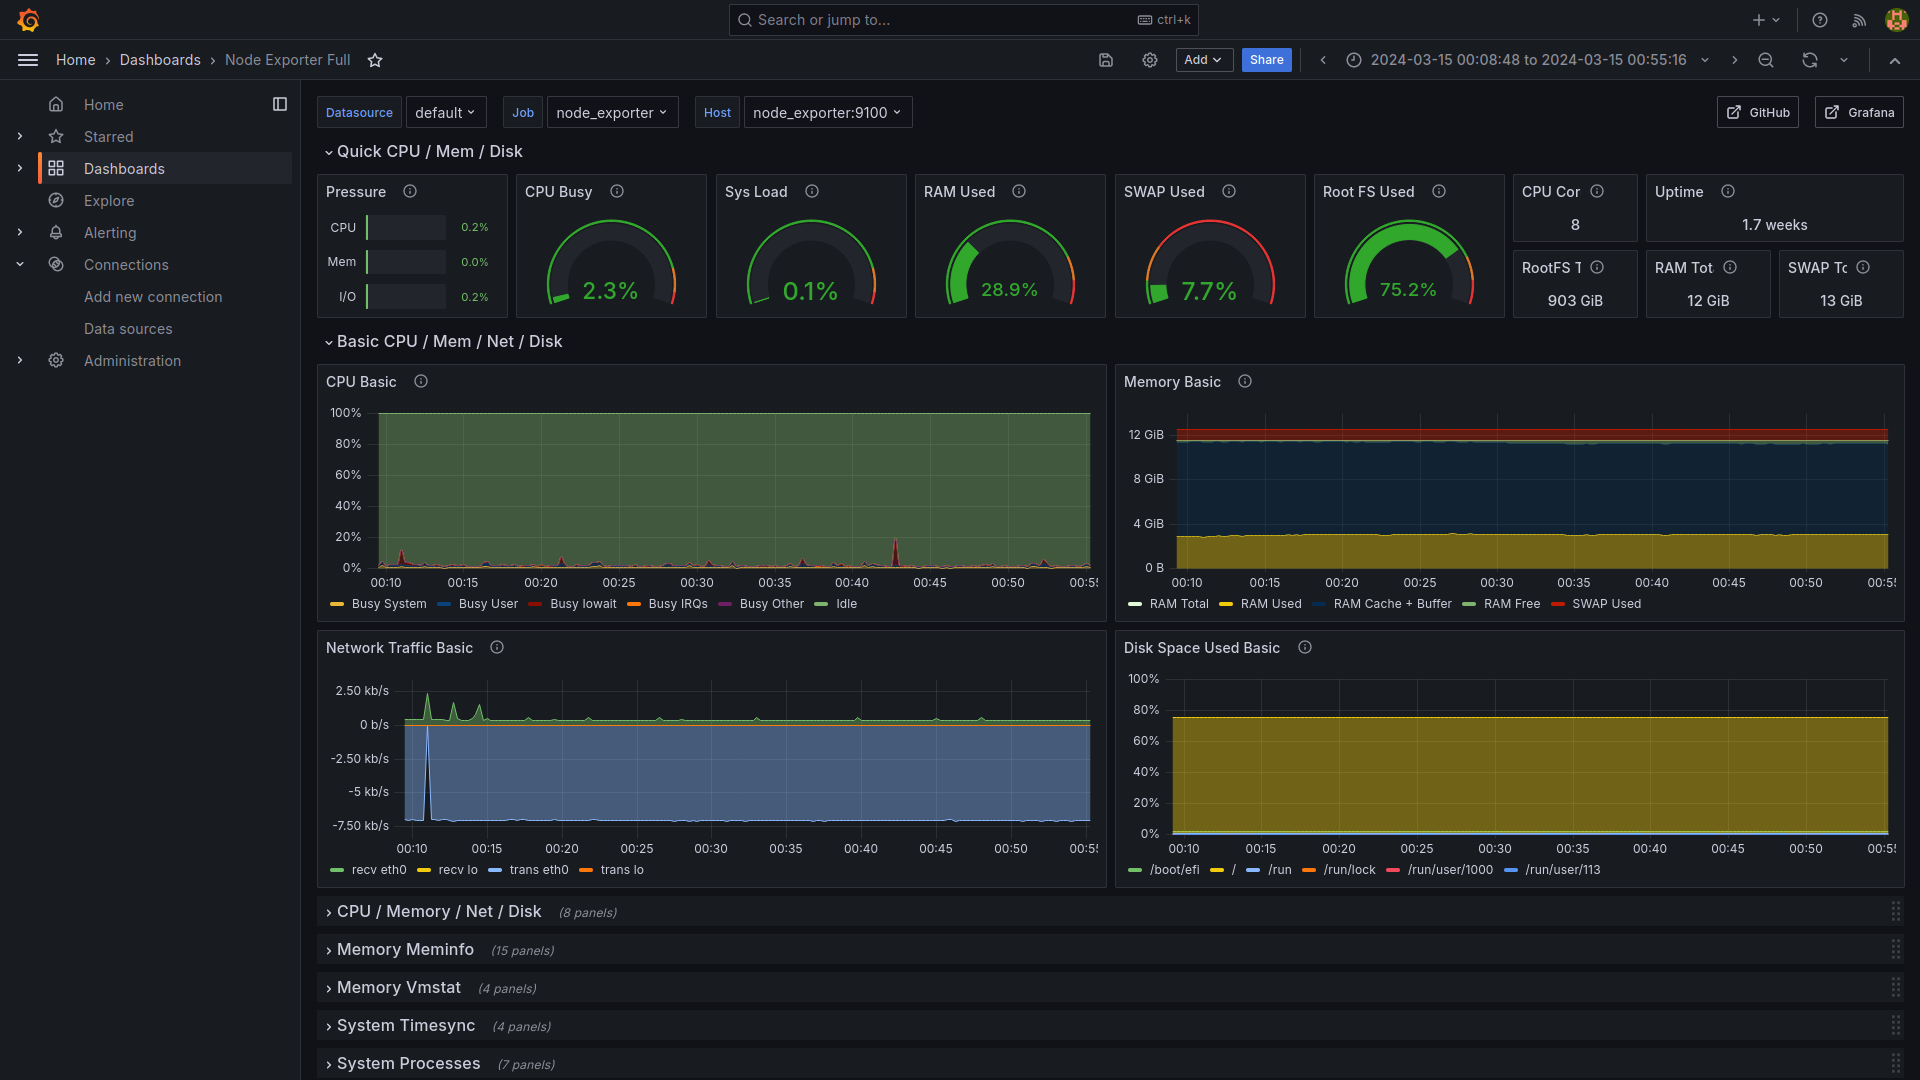 Search or jump to... ctrl+k
Home › Dashboards › Node Exporter Full Add Share 2024-03-15 00:08:48 to 2024-03-15 00:55:16
Home
Starred
Dashboards
Explore
Alerting
Connections
Add new connection
Data sources
Administration
Datasource default Job node_exporter Host node_exporter:9100 GitHub Grafana
Quick CPU / Mem / Disk
Pressure
CPU 0.2%
Mem 0.0%
I/O 0.2%
CPU Busy
2.3%
Sys Load
0.1%
RAM Used
28.9%
SWAP Used
7.7%
Root FS Used
75.2%
CPU Cor
8
Uptime
1.7 weeks
RootFS T
903 GiB
RAM Tot
12 GiB
SWAP Tc
13 GiB
Basic CPU / Mem / Net / Disk
CPU Basic
100%
80%
60%
40%
20%
0%
00:10 00:15 00:20 00:25 00:30 00:35 00:40 00:45 00:50 00:55
Busy System Busy User Busy Iowait Busy IRQs Busy Other Idle
Memory Basic
12 GiB
8 GiB
4 GiB
0 B
00:10 00:15 00:20 00:25 00:30 00:35 00:40 00:45 00:50 00:55
RAM Total RAM Used RAM Cache + Buffer RAM Free SWAP Used
Network Traffic Basic
2.50 kb/s
0 b/s
-2.50 kb/s
-5 kb/s
-7.50 kb/s
00:10 00:15 00:20 00:25 00:30 00:35 00:40 00:45 00:50 00:55
recv eth0 recv lo trans eth0 trans lo
Disk Space Used Basic
100%
80%
60%
40%
20%
0%
00:10 00:15 00:20 00:25 00:30 00:35 00:40 00:45 00:50 00:55
/boot/efi / /run /run/lock /run/user/1000 /run/user/113
CPU / Memory / Net / Disk (8 panels)
Memory Meminfo (15 panels)
Memory Vmstat (4 panels)
System Timesync (4 panels)
System Processes (7 panels)